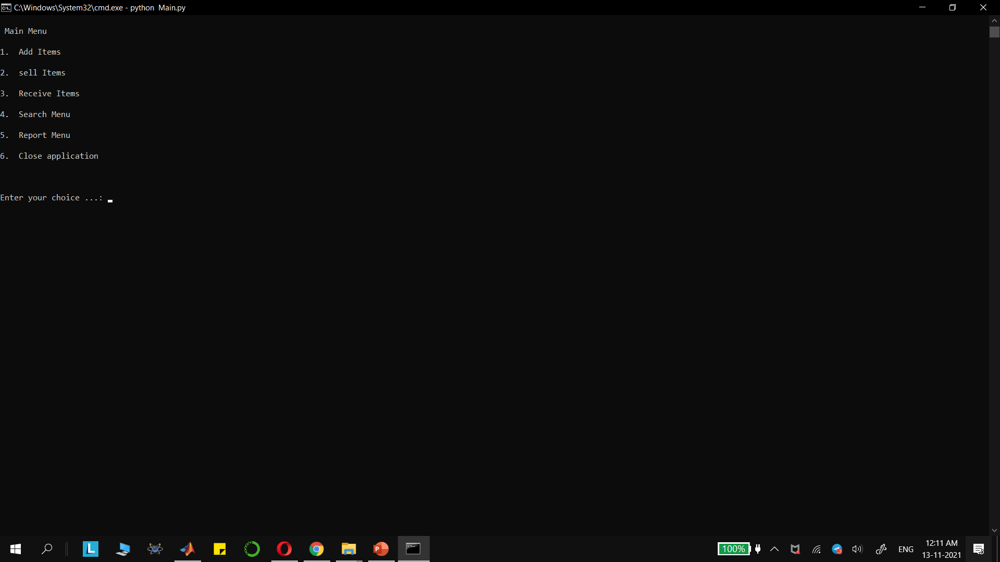 C:\Windows\System32\cmd.exe - python  Main.py
Main Menu
1.  Add Items
2.  sell Items
3.  Receive Items
4.  Search Menu
5.  Report Menu
6.  Close application
Enter your choice ...:
L
P
100%
ENG
12:11 AM
13-11-2021